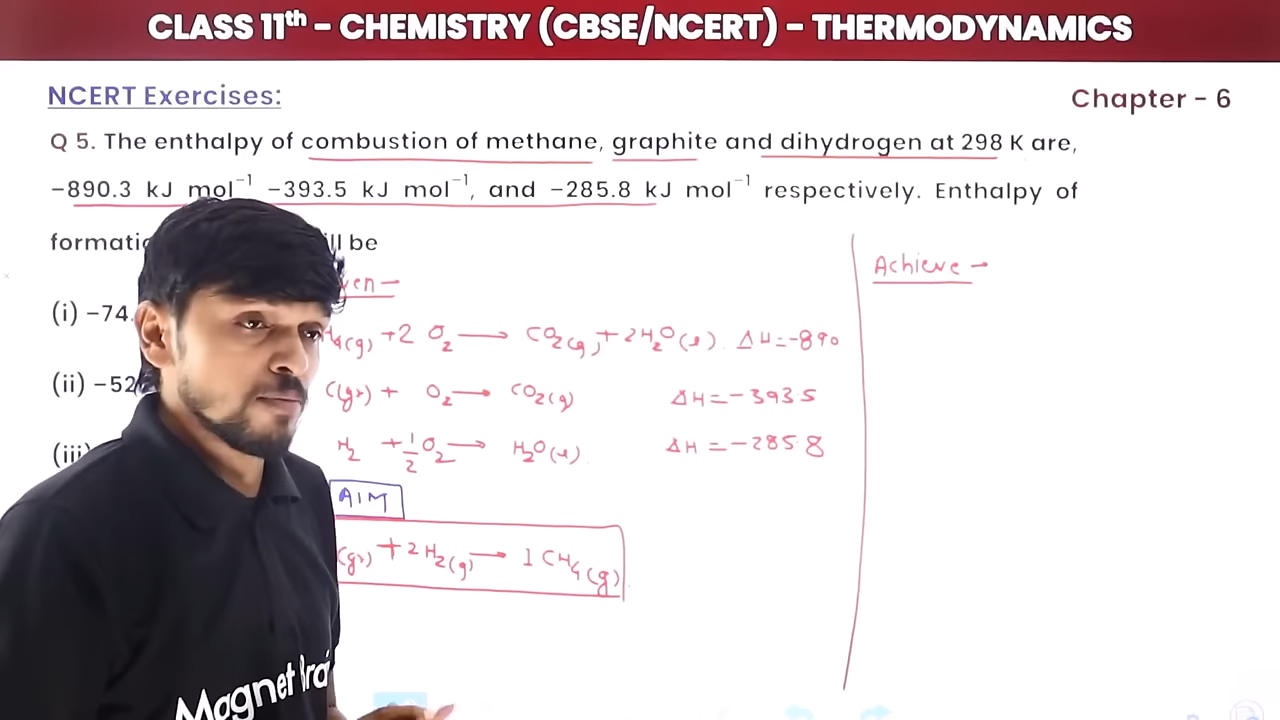 CLASS 11th - CHEMISTRY (CBSE/NCERT) - THERMODYNAMICS
NCERT Exercises:
Chapter - 6
Q 5. The enthalpy of combustion of methane, graphite and dihydrogen at 298 K are,
-890.3 kJ mol⁻¹ -393.5 kJ mol⁻¹, and -285.8 kJ mol⁻¹ respectively. Enthalpy of
be
Achieve -
(i) -74.
4(g) + 2 O₂ → CO₂(g) + 2H₂O(l) ΔH = -890
(ii) -52
C(gr) + O₂ → CO₂(g) ΔH = -393.5
(iii)
H₂ + 1/2 O₂ → H₂O(l) ΔH = -285.8
AIM
(gr) + 2H₂(g) → 1 CH₄(g)
Magnet Brai